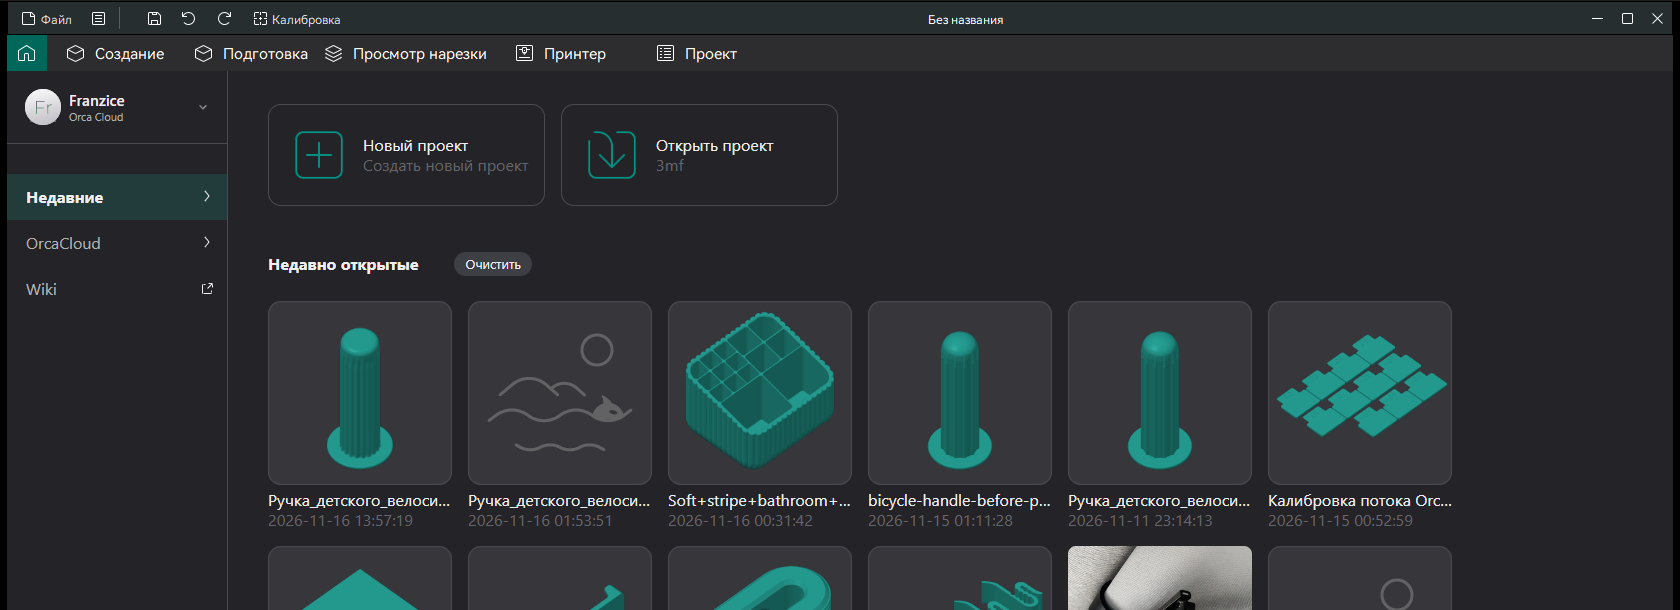 Файл
Калибровка
Без названия
Создание
Подготовка
Просмотр нарезки
Принтер
Проект
Fr
Franzice
Orca Cloud
Недавние
OrcaCloud
Wiki
Новый проект
Создать новый проект
Открыть проект
3mf
Недавно открытые
Очистить
Ручка_детского_велоси...
2026-11-16 13:57:19
Ручка_детского_велоси...
2026-11-16 01:53:51
Soft+stripe+bathroom+...
2026-11-16 00:31:42
bicycle-handle-before-p...
2026-11-15 01:11:28
Ручка_детского_велоси...
2026-11-11 23:14:13
Калибровка потока Orc...
2026-11-15 00:52:59